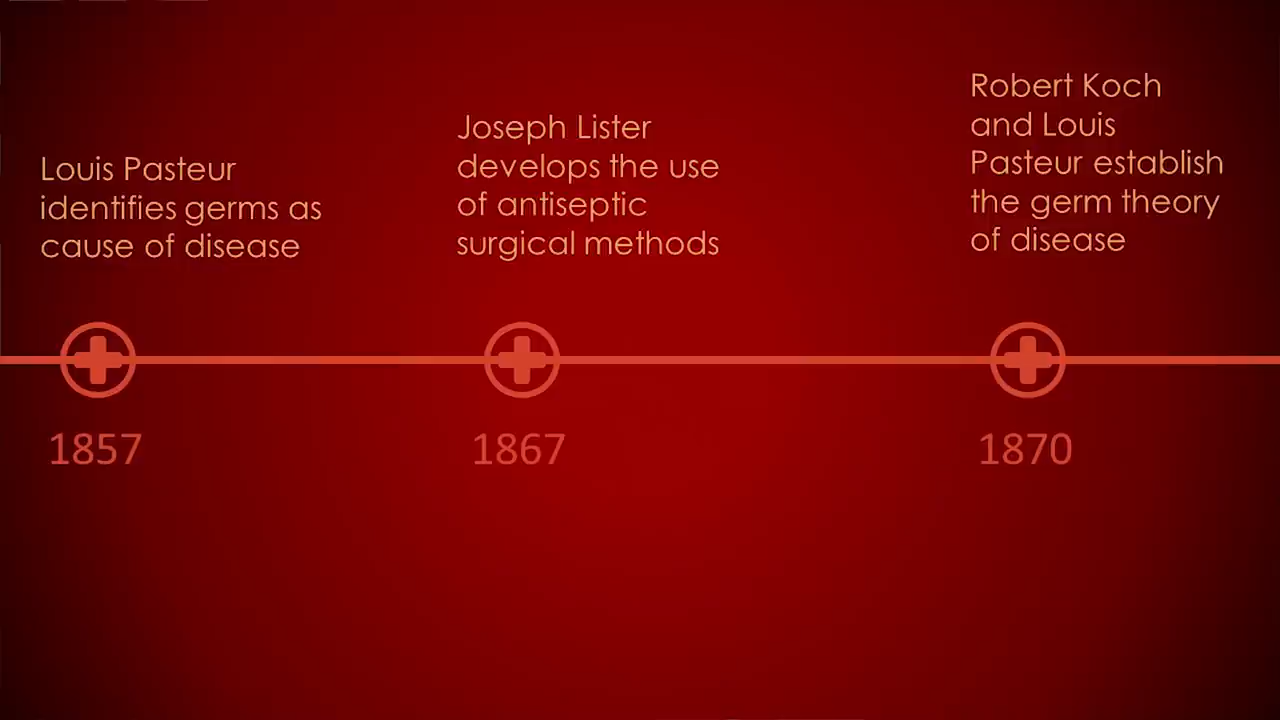 Louis Pasteur
identifies germs as
cause of disease
1857
Joseph Lister
develops the use
of antiseptic
surgical methods
1867
Robert Koch
and Louis
Pasteur establish
the germ theory
of disease
1870